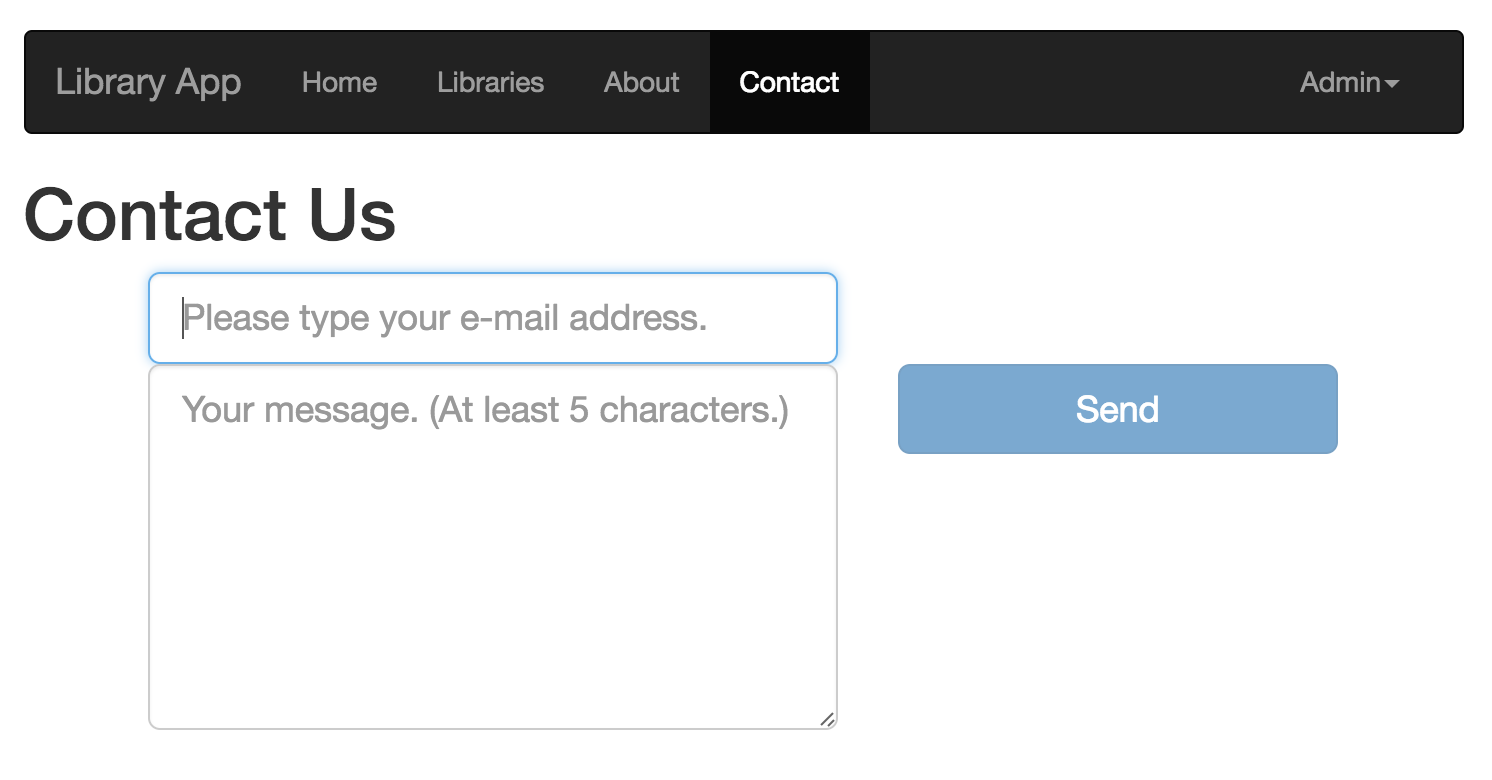 Library App Home Libraries About Contact Admin
Contact Us
Please type your e-mail address.
Your message. (At least 5 characters.)
Send